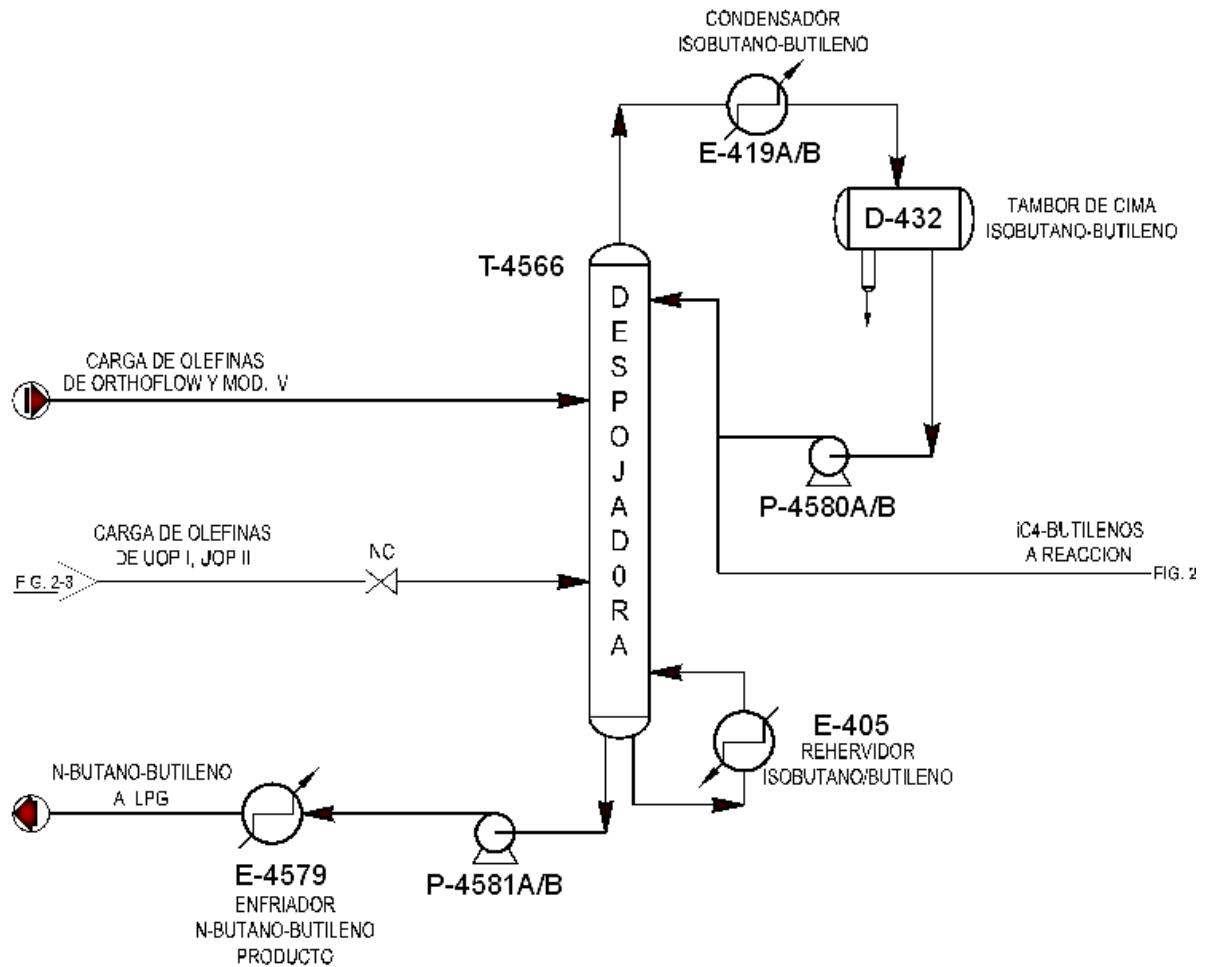 CONDENSADOR
ISOBUTANO-BUTILENO
E-419A/B
D-432
TAMBOR DE CIMA
ISOBUTANO-BUTILENO
T-4566
DESPOJAD0RA
CARGA DE OLEFINAS
DE ORTHOFLOW Y MOD. V
P-4580A/B
CARGA DE OLEFINAS
DE UOP I, UOP II
NC
FIG. 2-3
iC4-BUTILENOS
A REACCION
FIG. 2
E-405
REHERVIDOR
ISOBUTANO/BUTILENO
N-BUTANO-BUTILENO
A LPG
P-4581A/B
E-4579
ENFRIADOR
N-BUTANO-BUTILENO
PRODUCTO